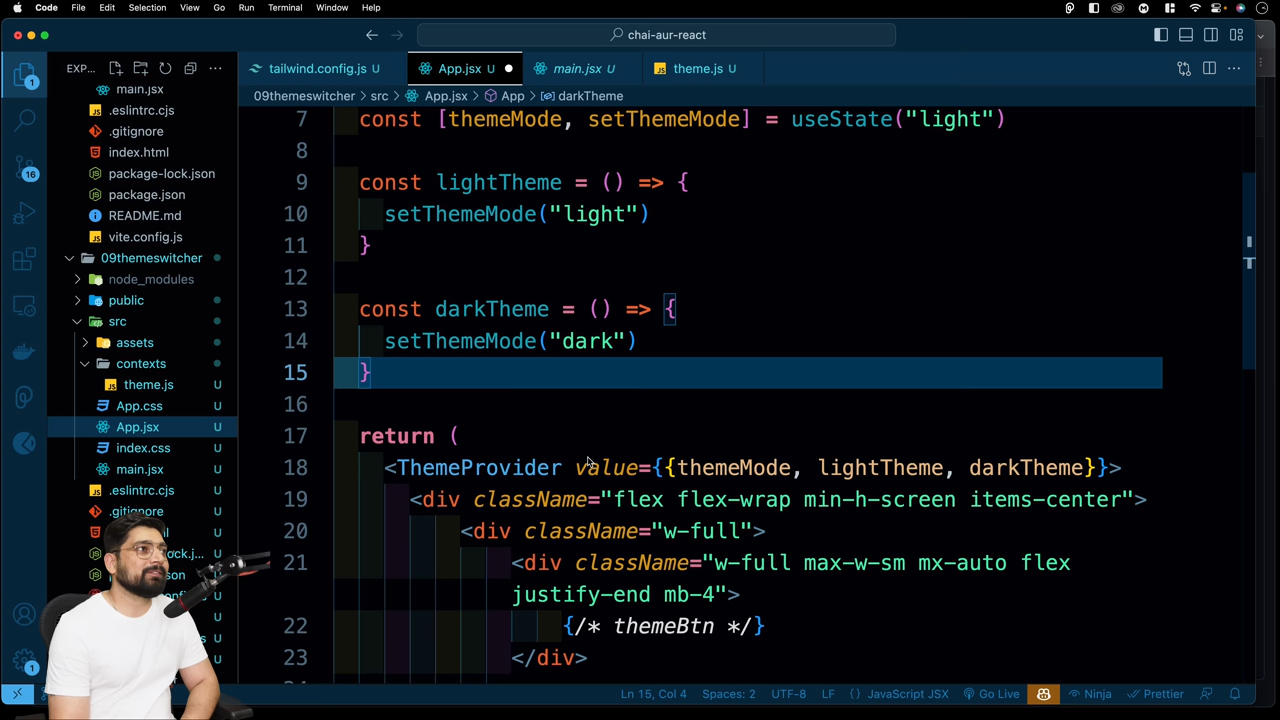 Code File Edit Selection View Go Run Terminal Window Help
chai-aur-react
EXP...
tailwind.config.js U
App.jsx U
main.jsx U
theme.js U
09themeswitcher > src > App.jsx > App > darkTheme
main.jsx U
.eslintrc.cjs U
.gitignore U
index.html U
package-lock.json U
package.json U
README.md U
vite.config.js U
09themeswitcher
node_modules
public
src
assets
contexts
theme.js U
App.css U
App.jsx U
index.css U
main.jsx U
.eslintrc.cjs U
.gitignore U
U
U
U
U
U
U
U
1
16
1
7 const [themeMode, setThemeMode] = useState("light")
8
9 const lightTheme = () => {
10 setThemeMode("light")
11 }
12
13 const darkTheme = () => {
14 setThemeMode("dark")
15 }
16
17 return (
18 <ThemeProvider value={{themeMode, lightTheme, darkTheme}}>
19 <div className="flex flex-wrap min-h-screen items-center">
20 <div className="w-full">
21 <div className="w-full max-w-sm mx-auto flex
justify-end mb-4">
22 {/* themeBtn */}
23 </div>
Ln 15, Col 4 Spaces: 2 UTF-8 LF {} JavaScript JSX Go Live Ninja Prettier